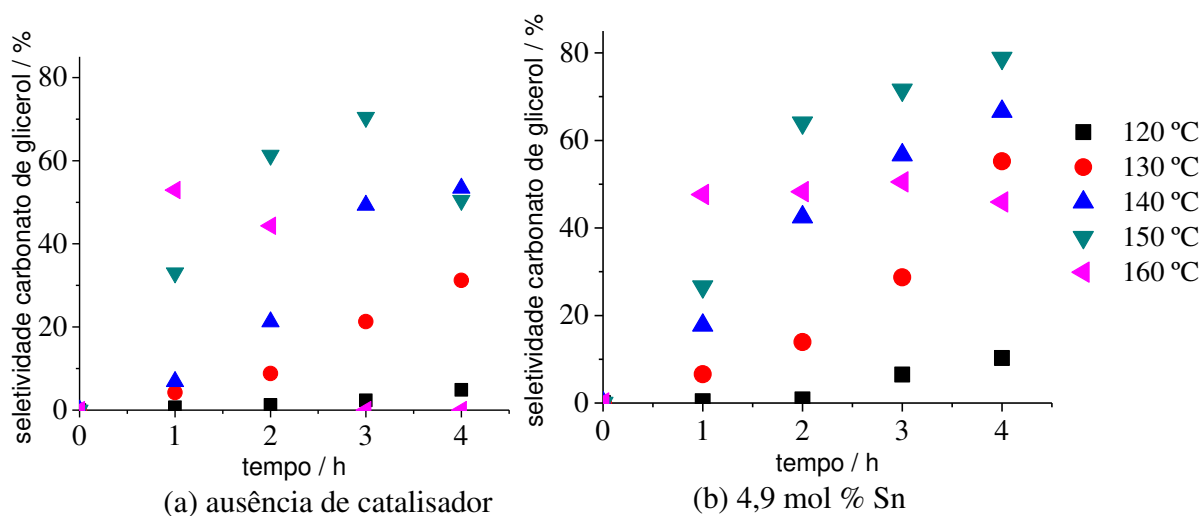 seletividade carbonato de glicerol / %
80
60
40
20
0
0
1
2
3
4
tempo / h
(a) ausência de catalisador
seletividade carbonato de glicerol / %
80
60
40
20
0
0
1
2
3
4
tempo / h
(b) 4,9 mol % Sn
120 ºC
130 ºC
140 ºC
150 ºC
160 ºC